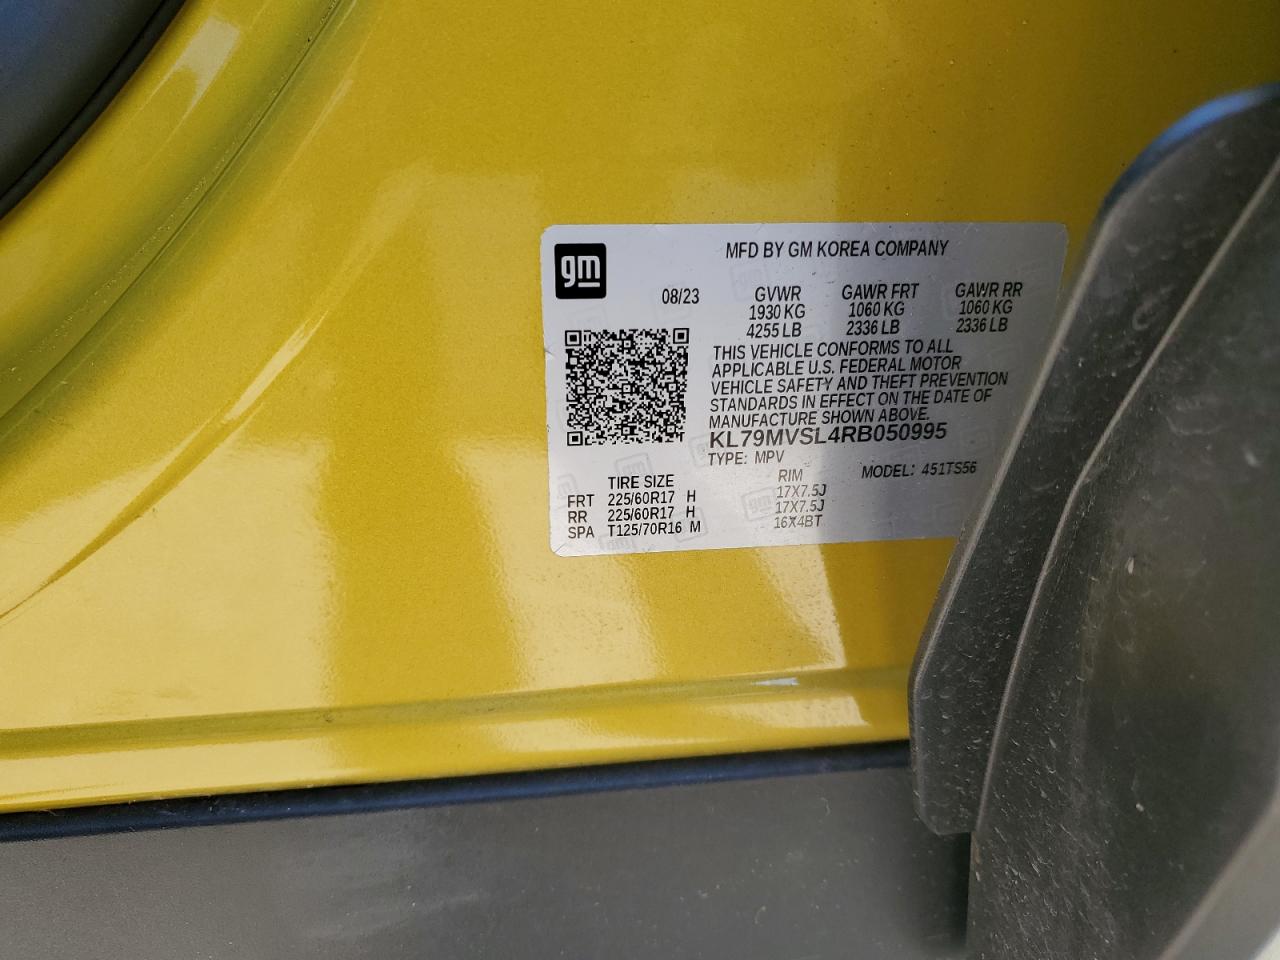 gm
MFD BY GM KOREA COMPANY
08/23 GVWR GAWR FRT GAWR RR
1930 KG 1060 KG 1060 KG
4255 LB 2336 LB 2336 LB
THIS VEHICLE CONFORMS TO ALL
APPLICABLE U.S. FEDERAL MOTOR
VEHICLE SAFETY AND THEFT PREVENTION
STANDARDS IN EFFECT ON THE DATE OF
MANUFACTURE SHOWN ABOVE.
KL79MVSL4RB050995
TYPE: MPV
MODEL: 451TS56
TIRE SIZE RIM
FRT 225/60R17 H 17X7.5J
RR 225/60R17 H 17X7.5J
SPA T125/70R16 M 16X4BT